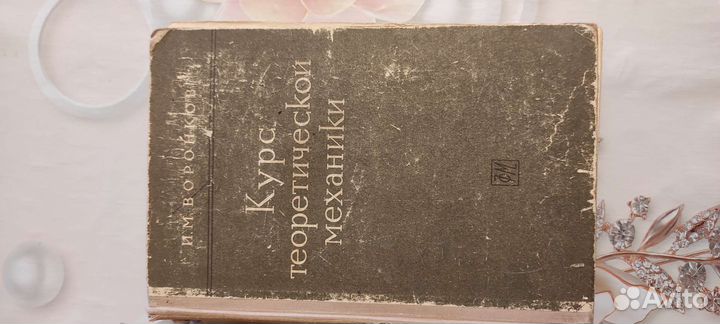 И.М. ВОРОНКОВ
Курс
теоретической
механики
Avito